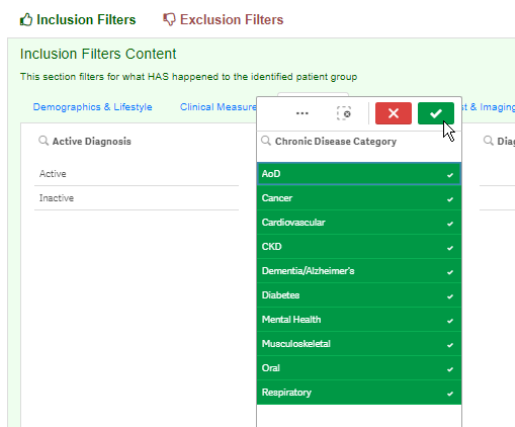 Inclusion Filters Exclusion Filters
Inclusion Filters Content
This section filters for what HAS happened to the identified patient group
Demographics & Lifestyle Clinical Measure & Imaging
Active Diagnosis Chronic Disease Category
Active
Inactive
AoD
Cancer
Cardiovascular
CKD
Dementia/Alzheimer's
Diabetes
Mental Health
Musculoskeletal
Oral
Respiratory